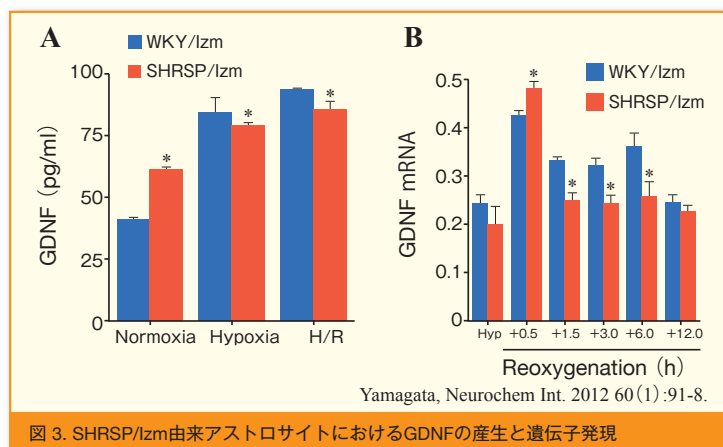 A
WKY/Izm
SHRSP/Izm
GDNF (pg/ml)
100
75
50
25
0
*
*
*
Normoxia Hypoxia H/R
B
WKY/Izm
SHRSP/Izm
GDNF mRNA
0.5
0.4
0.3
0.2
0.1
0
*
*
*
*
Hyp +0.5 +1.5 +3.0 +6.0 +12.0
Reoxygenation (h)
Yamagata, Neurochem Int. 2012 60(1):91-8.
図 3. SHRSP/Izm由来アストロサイトにおけるGDNFの産生と遺伝子発現